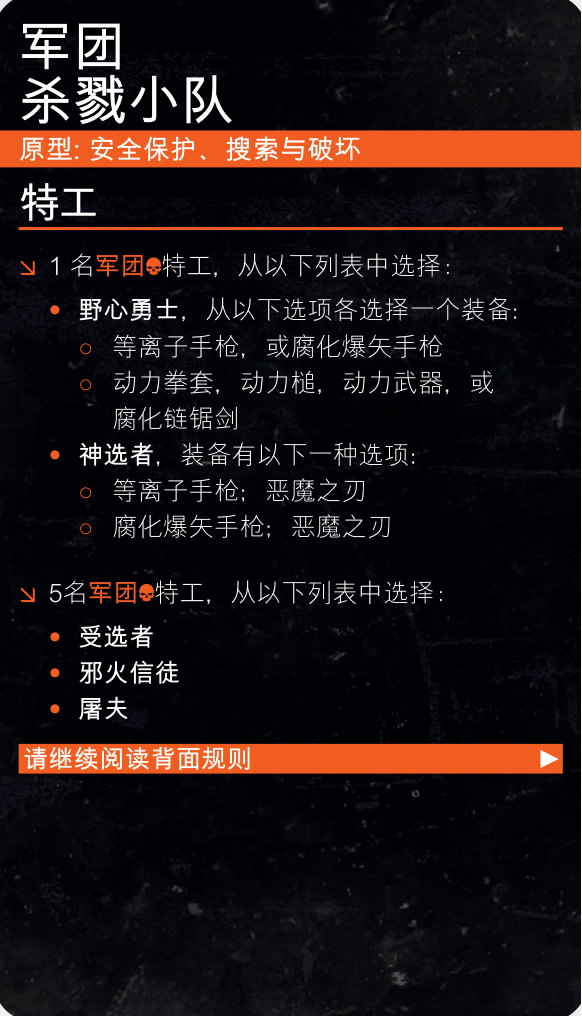 军团
杀戮小队
原型: 安全保护、搜索与破坏
特工
↘ 1 名军团特工，从以下列表中选择：
• 野心勇士，从以下选项各选择一个装备:
○ 等离子手枪，或腐化爆矢手枪
○ 动力拳套，动力槌，动力武器，或
腐化链锯剑
• 神选者，装备有以下一种选项:
○ 等离子手枪；恶魔之刃
○ 腐化爆矢手枪；恶魔之刃
↘ 5名军团特工，从以下列表中选择：
• 受选者
• 邪火信徒
• 屠夫
请继续阅读背面规则 ▶